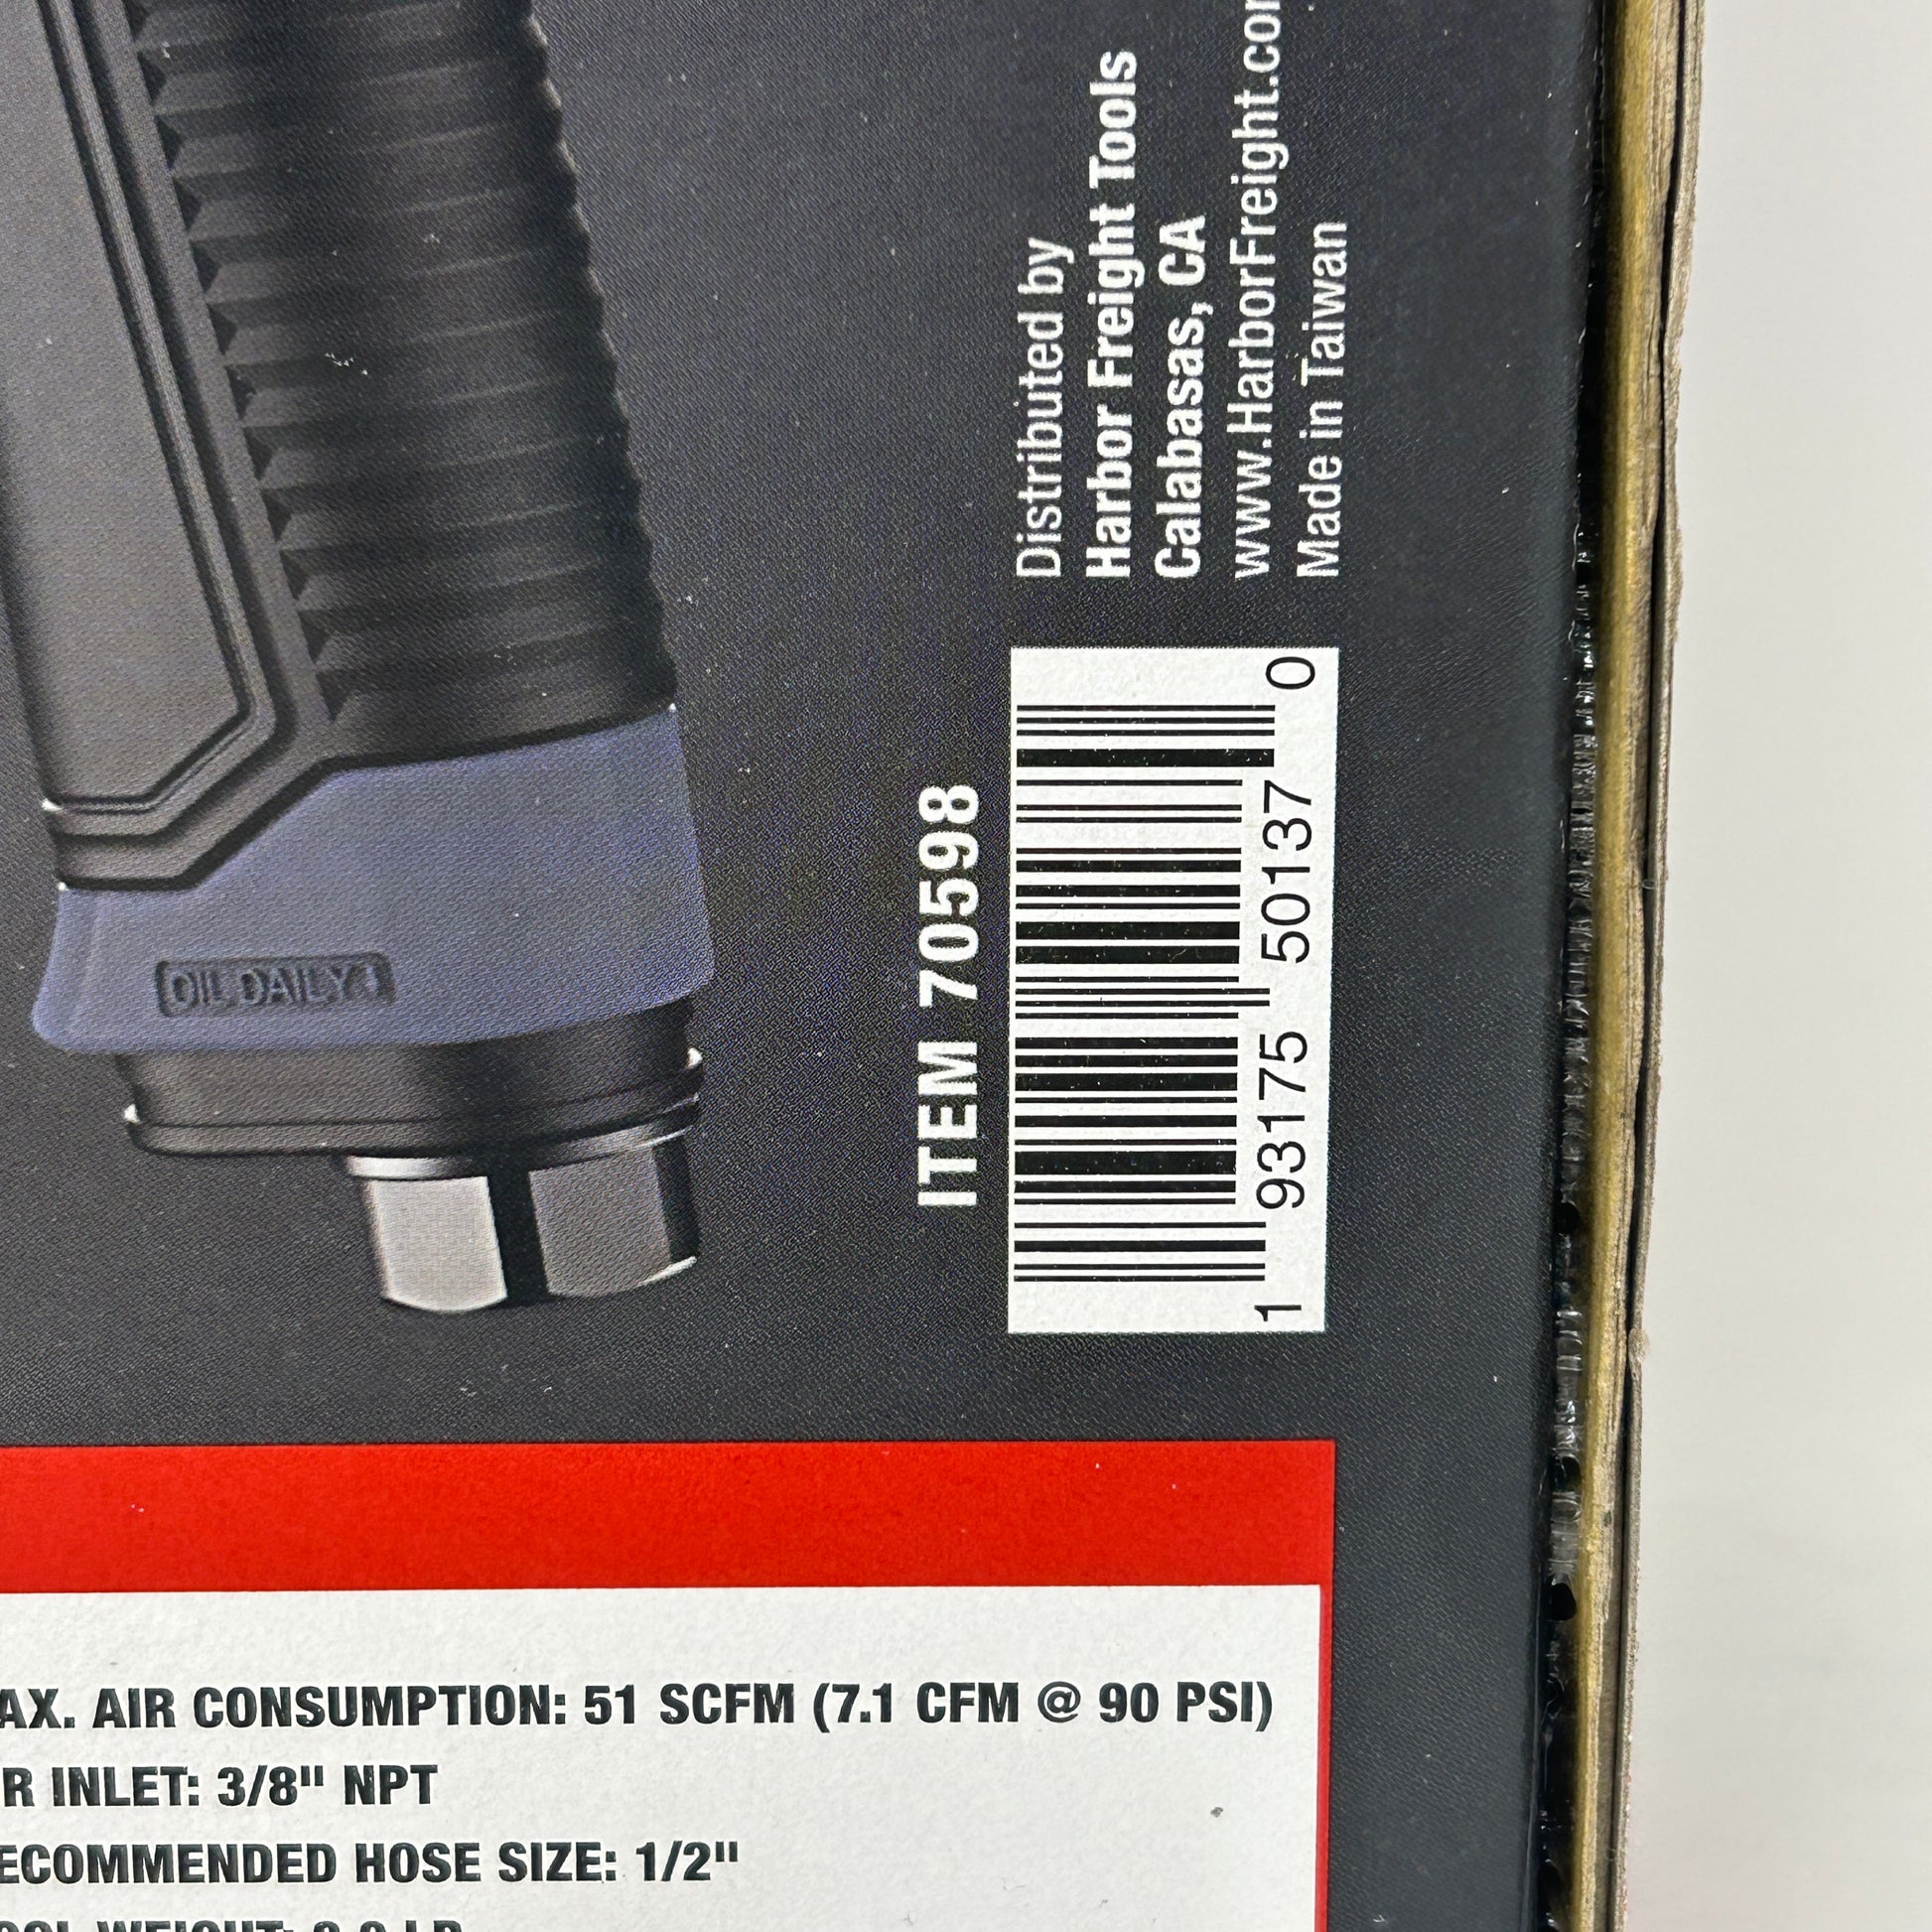 Distributed by
Harbor Freight Tools
Calabasas, CA
www.HarborFreight.com
Made in Taiwan
ITEM 70598
1 93175 50137 0
OIL DAILY
AX. AIR CONSUMPTION: 51 SCFM (7.1 CFM @ 90 PSI)
R INLET: 3/8" NPT
ECOMMENDED HOSE SIZE: 1/2"